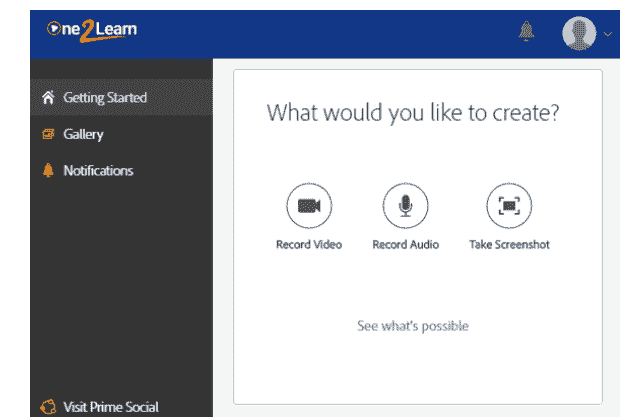 One2Learn
Getting Started
Gallery
Notifications
Visit Prime Social
What would you like to create?
Record Video
Record Audio
Take Screenshot
See what's possible